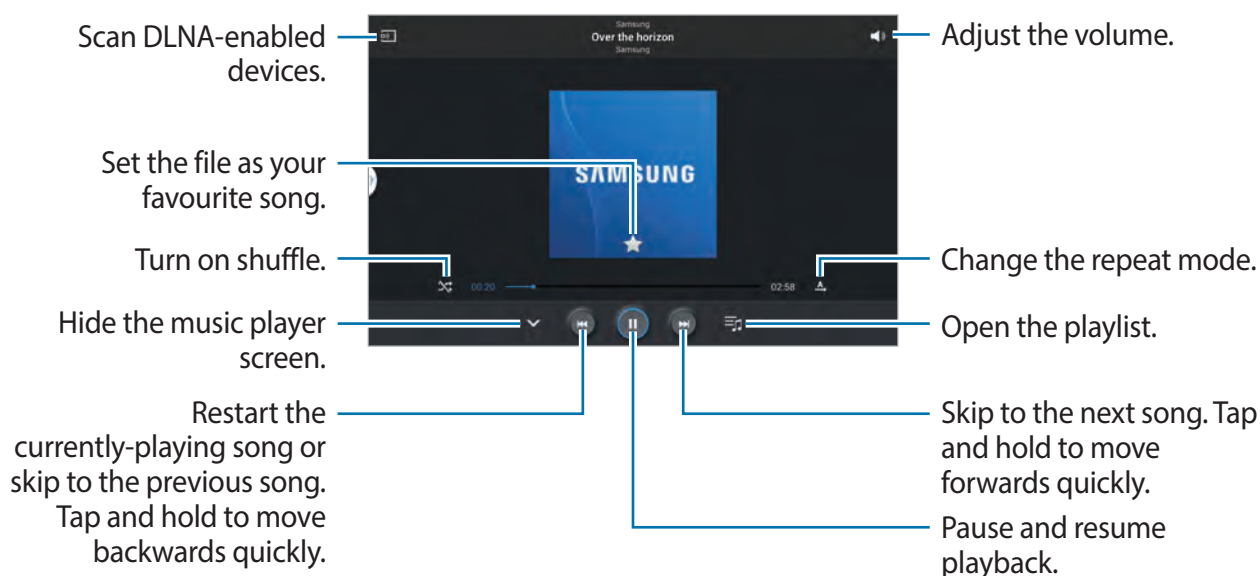 Scan DLNA-enabled
devices.
Samsung
Over the horizon
Samsung
Adjust the volume.
Set the file as your
favourite song.
SAMSUNG
Turn on shuffle.
00:20
02:58
A
Change the repeat mode.
Hide the music player
screen.
Open the playlist.
Restart the
currently-playing song or
skip to the previous song.
Tap and hold to move
backwards quickly.
Skip to the next song. Tap
and hold to move
forwards quickly.
Pause and resume
playback.